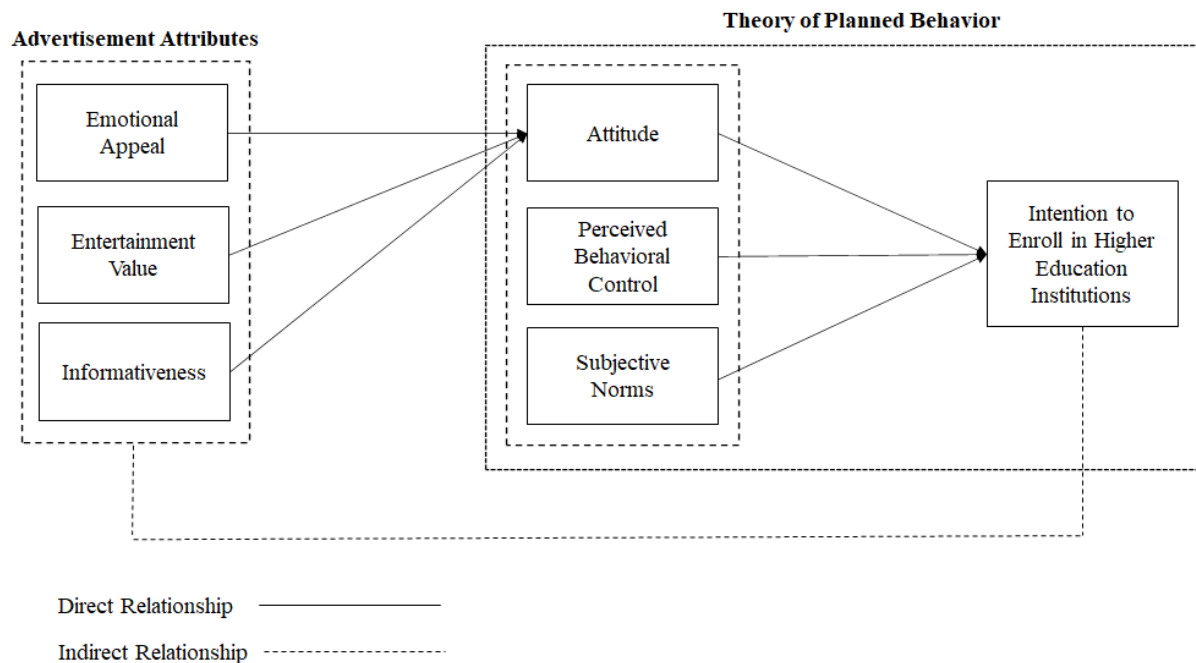 Theory of Planned Behavior
Advertisement Attributes
Emotional
Appeal
Entertainment
Value
Informativeness
Attitude
Perceived
Behavioral
Control
Subjective
Norms
Intention to
Enroll in Higher
Education
Institutions
Direct Relationship
Indirect Relationship